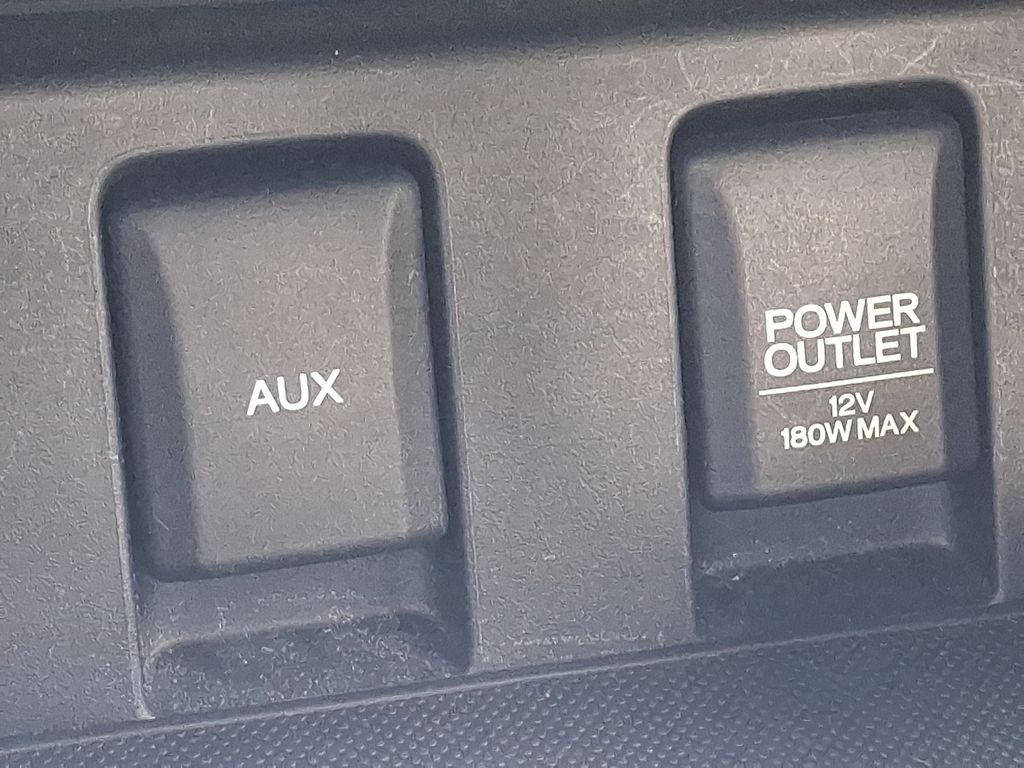 AUX
POWER
OUTLET
12V
180W MAX